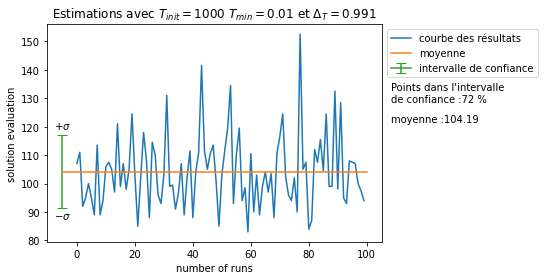 Estimations avec $T_{init} = 1000$ $T_{min} = 0.01$ et $\Delta_T = 0.991$
courbe des résultats
moyenne
intervalle de confiance
Points dans l'intervalle
de confiance :72 %
moyenne :104.19
solution evaluation
150
140
130
120
110
100
90
80
+σ
−σ
0
20
40
60
80
100
number of runs